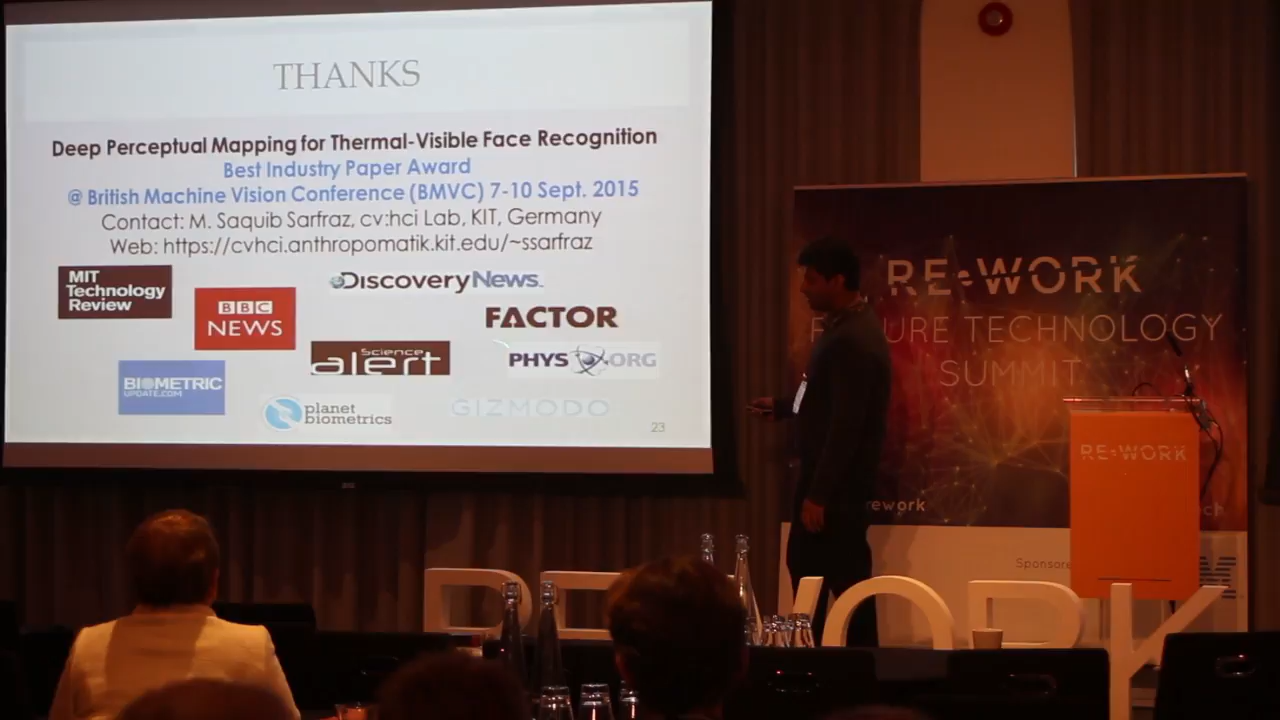 THANKS
Deep Perceptual Mapping for Thermal-Visible Face Recognition
Best Industry Paper Award
@ British Machine Vision Conference (BMVC) 7-10 Sept. 2015
Contact: M. Saquib Sarfraz, cv:hci Lab, KIT, Germany
Web: https://cvhci.anthropomatik.kit.edu/~ssarfraz
MIT
Technology
Review
DiscoveryNews
BBC
NEWS
FACTOR
Science
alert
PHYS.ORG
BIOMETRIC
UPDATE.COM
planet
biometrics
GIZMODO
23
RE•WORK
TECHNOLOGY
SUMMIT
RE•WORK
rework